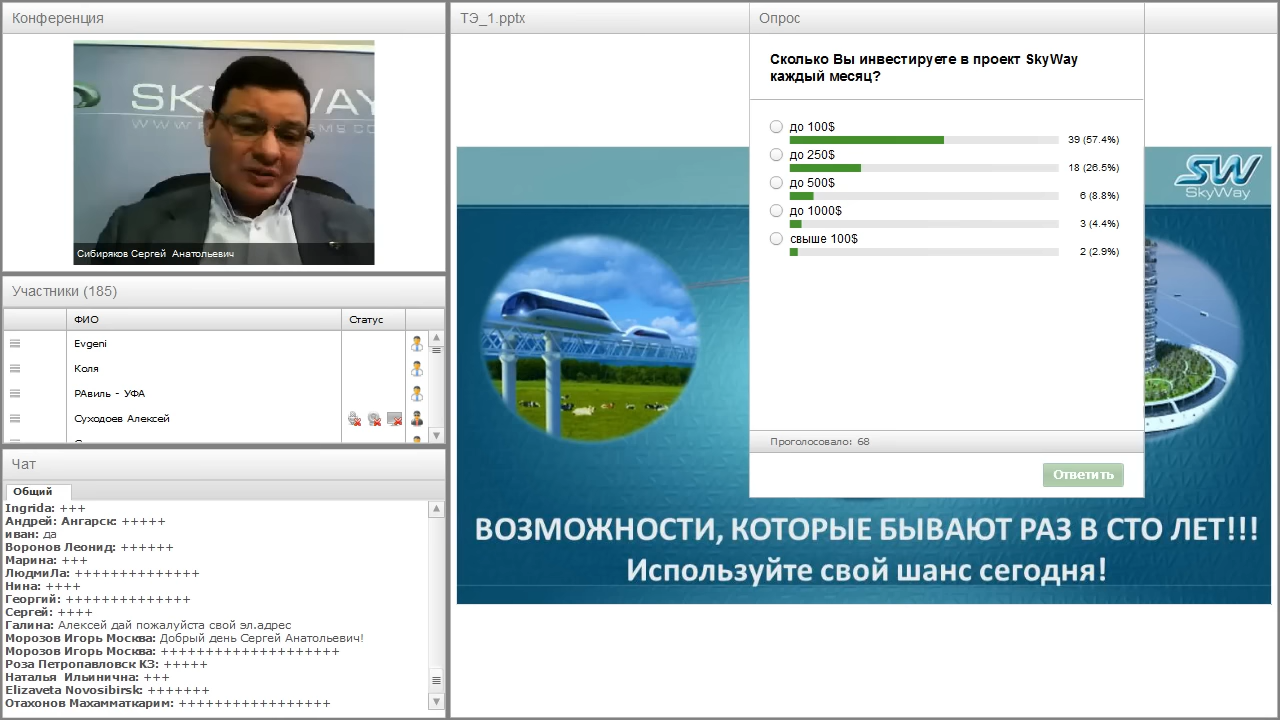 Конференция
SKYWAY
Сибиряков Сергей Анатольевич
Участники (185)
ФИО
Статус
Evgeni
Коля
РАвиль - УФА
Суходоев Алексей
Чат
Общий
Ingrida: +++
Андрей: Ангарск: +++++
иван: да
Воронов Леонид: ++++++
Марина: +++
ЛюдмиЛа: ++++++++++++++
Нина: ++++
Георгий: ++++++++++++++
Сергей: ++++
Галина: Алексей дай пожалуйста свой эл.адрес
Морозов Игорь Москва: Добрый день Сергей Анатольевич!
Морозов Игорь Москва: ++++++++++++++++++++
Роза Петропавловск КЗ: +++++
Наталья Ильинична: +++
Elizaveta Novosibirsk: +++++++
Отахонов Махамматкарим: +++++++++++++++++
ТЭ_1.pptx
Опрос
Сколько Вы инвестируете в проект SkyWay
каждый месяц?
до 100$
39 (57.4%)
до 250$
18 (26.5%)
до 500$
6 (8.8%)
до 1000$
3 (4.4%)
свыше 100$
2 (2.9%)
Проголосовало: 68
Ответить
SW
SkyWay
ВОЗМОЖНОСТИ, КОТОРЫЕ БЫВАЮТ РАЗ В СТО ЛЕТ!!!
Используйте свой шанс сегодня!